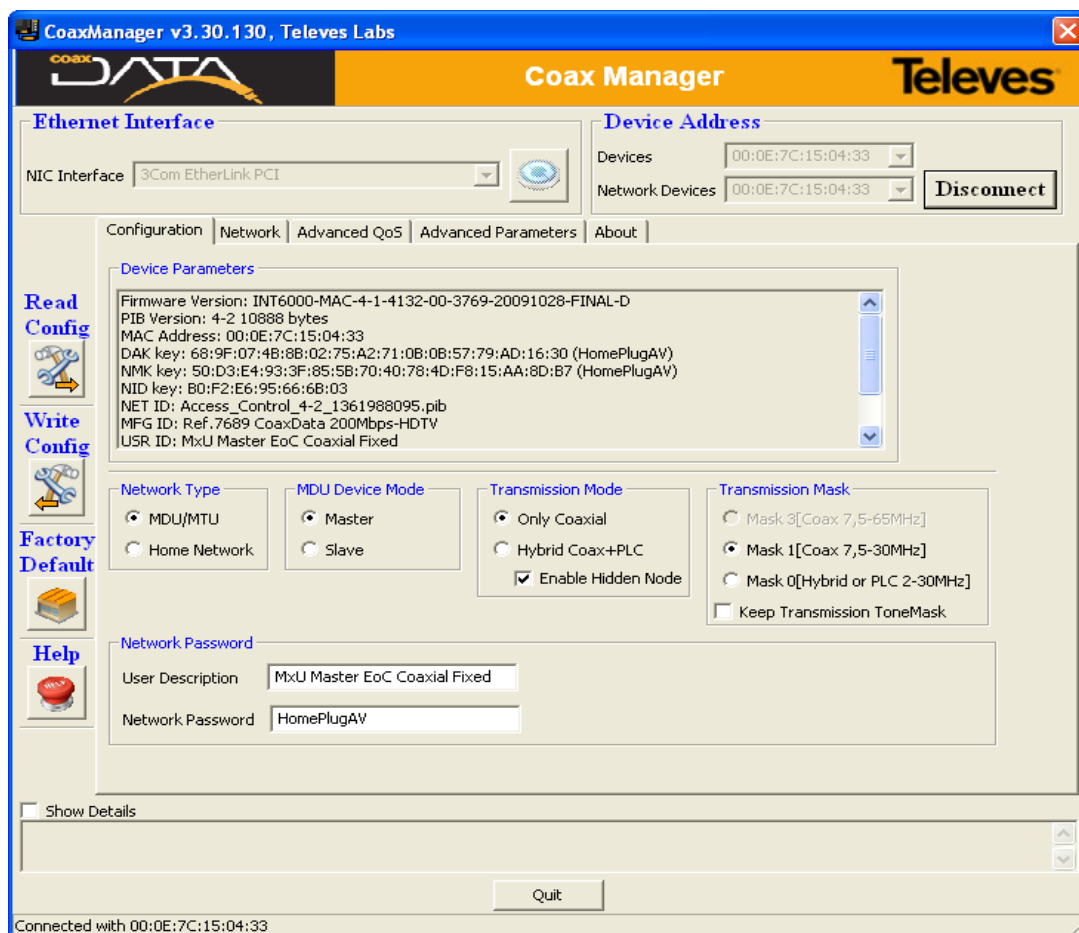 CoaxManager v3.30.130, Televes Labs
coax DATA
Coax Manager
Televes
Ethernet Interface
NIC Interface 3Com EtherLink PCI
Device Address
Devices 00:0E:7C:15:04:33
Network Devices 00:0E:7C:15:04:33
Disconnect
Configuration Network Advanced QoS Advanced Parameters About
Read
Config
Write
Config
Factory
Default
Help
HELP
Device Parameters
Firmware Version: INT6000-MAC-4-1-4132-00-3769-20091028-FINAL-D
PIB Version: 4-2 10888 bytes
MAC Address: 00:0E:7C:15:04:33
DAK key: 68:9F:07:4B:8B:02:75:A2:71:0B:0B:57:79:AD:16:30 (HomePlugAV)
NMK key: 50:D3:E4:93:3F:85:5B:70:40:78:4D:F8:15:AA:8D:B7 (HomePlugAV)
NID key: B0:F2:E6:95:66:6B:03
NET ID: Access_Control_4-2_1361988095.pib
MFG ID: Ref.7689 CoaxData 200Mbps-HDTV
USR ID: MxU Master EoC Coaxial Fixed
Network Type
MDU/MTU
Home Network
MDU Device Mode
Master
Slave
Transmission Mode
Only Coaxial
Hybrid Coax+PLC
Enable Hidden Node
Transmission Mask
Mask 3[Coax 7,5-65MHz]
Mask 1[Coax 7,5-30MHz]
Mask 0[Hybrid or PLC 2-30MHz]
Keep Transmission ToneMask
Network Password
User Description MxU Master EoC Coaxial Fixed
Network Password HomePlugAV
Show Details
Quit
Connected with 00:0E:7C:15:04:33